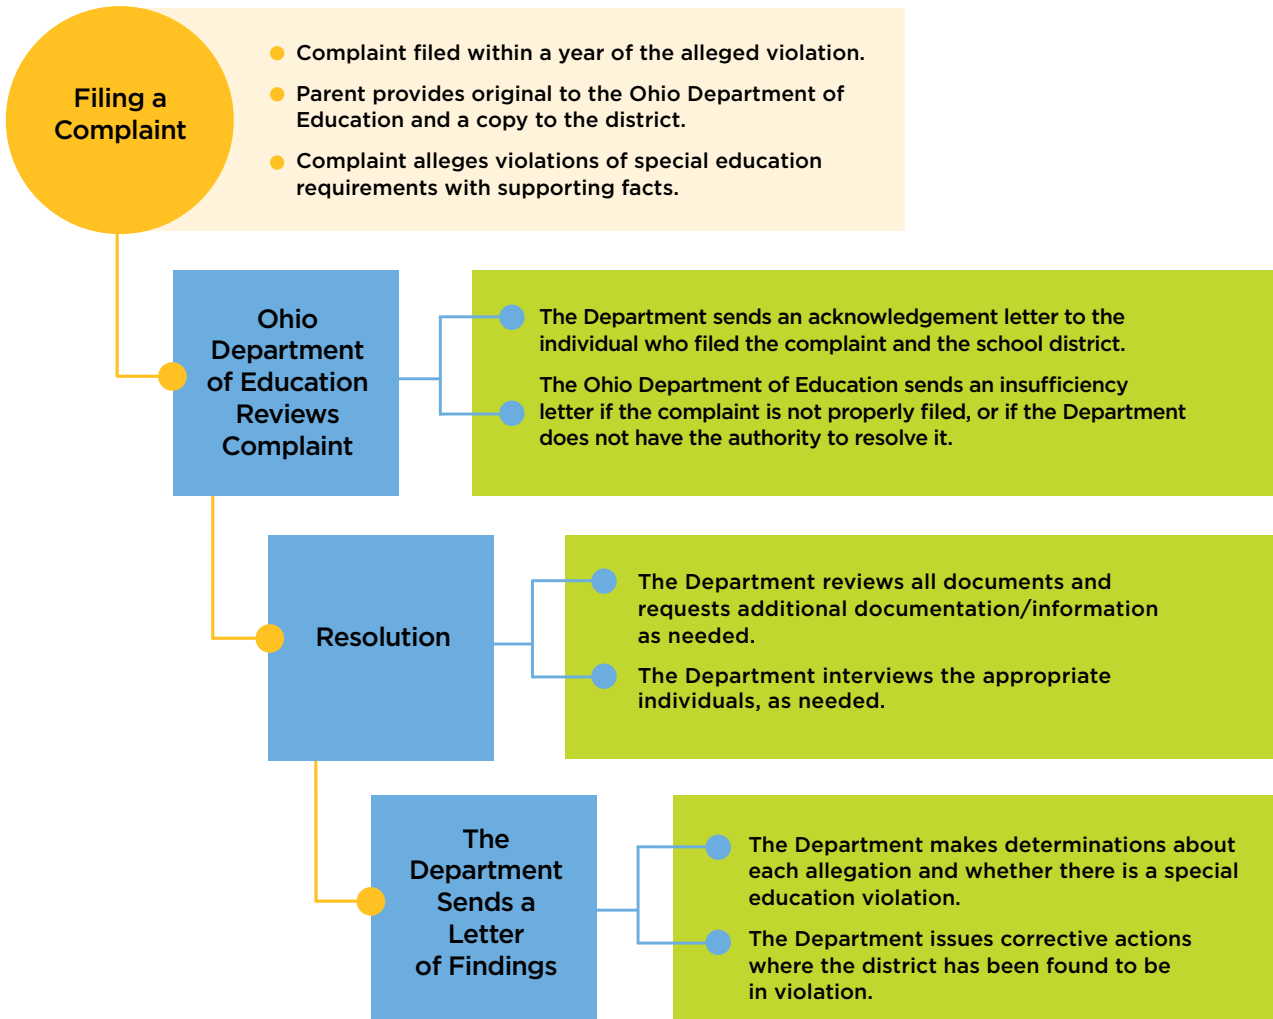 Filing a
Complaint
Complaint filed within a year of the alleged violation.
Parent provides original to the Ohio Department of
Education and a copy to the district.
Complaint alleges violations of special education
requirements with supporting facts.
Ohio
Department
of Education
Reviews
Complaint
The Department sends an acknowledgement letter to the
individual who filed the complaint and the school district.
The Ohio Department of Education sends an insufficiency
letter if the complaint is not properly filed, or if the Department
does not have the authority to resolve it.
Resolution
The Department reviews all documents and
requests additional documentation/information
as needed.
The Department interviews the appropriate
individuals, as needed.
The
Department
Sends a
Letter
of Findings
The Department makes determinations about
each allegation and whether there is a special
education violation.
The Department issues corrective actions
where the district has been found to be
in violation.